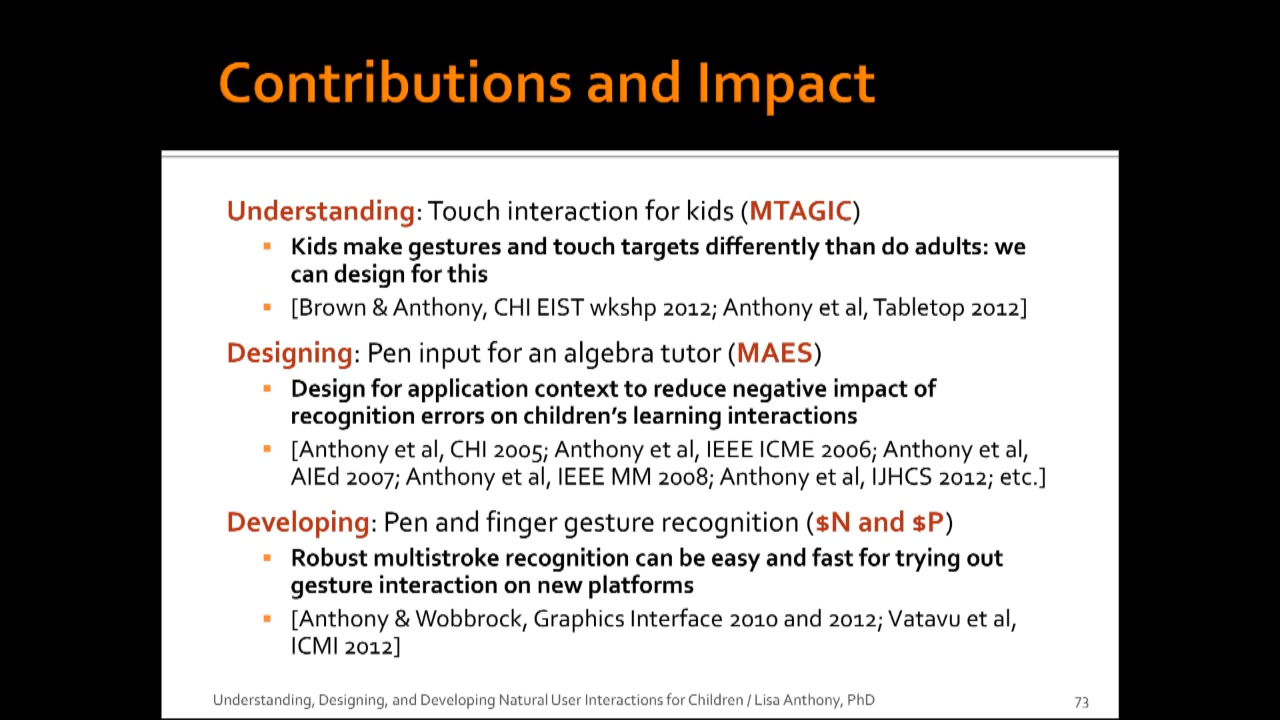 Contributions and Impact
Understanding: Touch interaction for kids (MTAGIC)
▪ Kids make gestures and touch targets differently than do adults: we
can design for this
▪ [Brown & Anthony, CHI EIST wkshp 2012; Anthony et al, Tabletop 2012]
Designing: Pen input for an algebra tutor (MAES)
▪ Design for application context to reduce negative impact of
recognition errors on children's learning interactions
▪ [Anthony et al, CHI 2005; Anthony et al, IEEE ICME 2006; Anthony et al,
AIEd 2007; Anthony et al, IEEE MM 2008; Anthony et al, IJHCS 2012; etc.]
Developing: Pen and finger gesture recognition ($N and $P)
▪ Robust multistroke recognition can be easy and fast for trying out
gesture interaction on new platforms
▪ [Anthony & Wobbrock, Graphics Interface 2010 and 2012; Vatavu et al,
ICMI 2012]
Understanding, Designing, and Developing Natural User Interactions for Children / Lisa Anthony, PhD
73